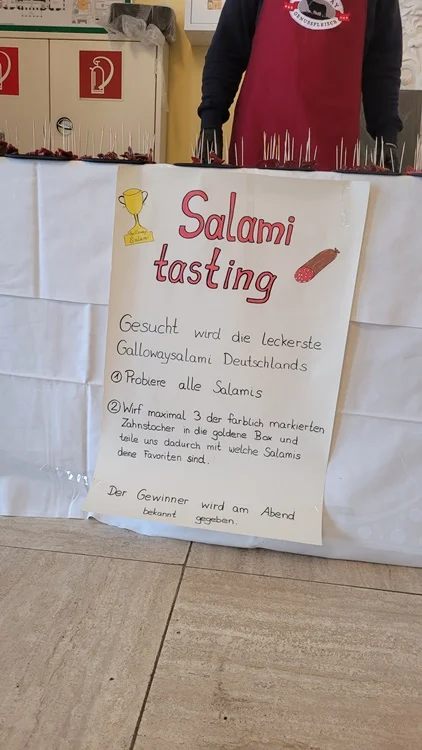 GENUSSFLEISCH
Salami
tasting
Gesucht wird die leckerste
Gallowaysalami Deutschlands
① Probiere alle Salamis
② Wirf maximal 3 der farblich markierten
Zahnstocher in die goldene Box und
teile uns dadurch mit welche Salamis
deine Favoriten sind.
Der Gewinner wird am Abend
bekannt gegeben.